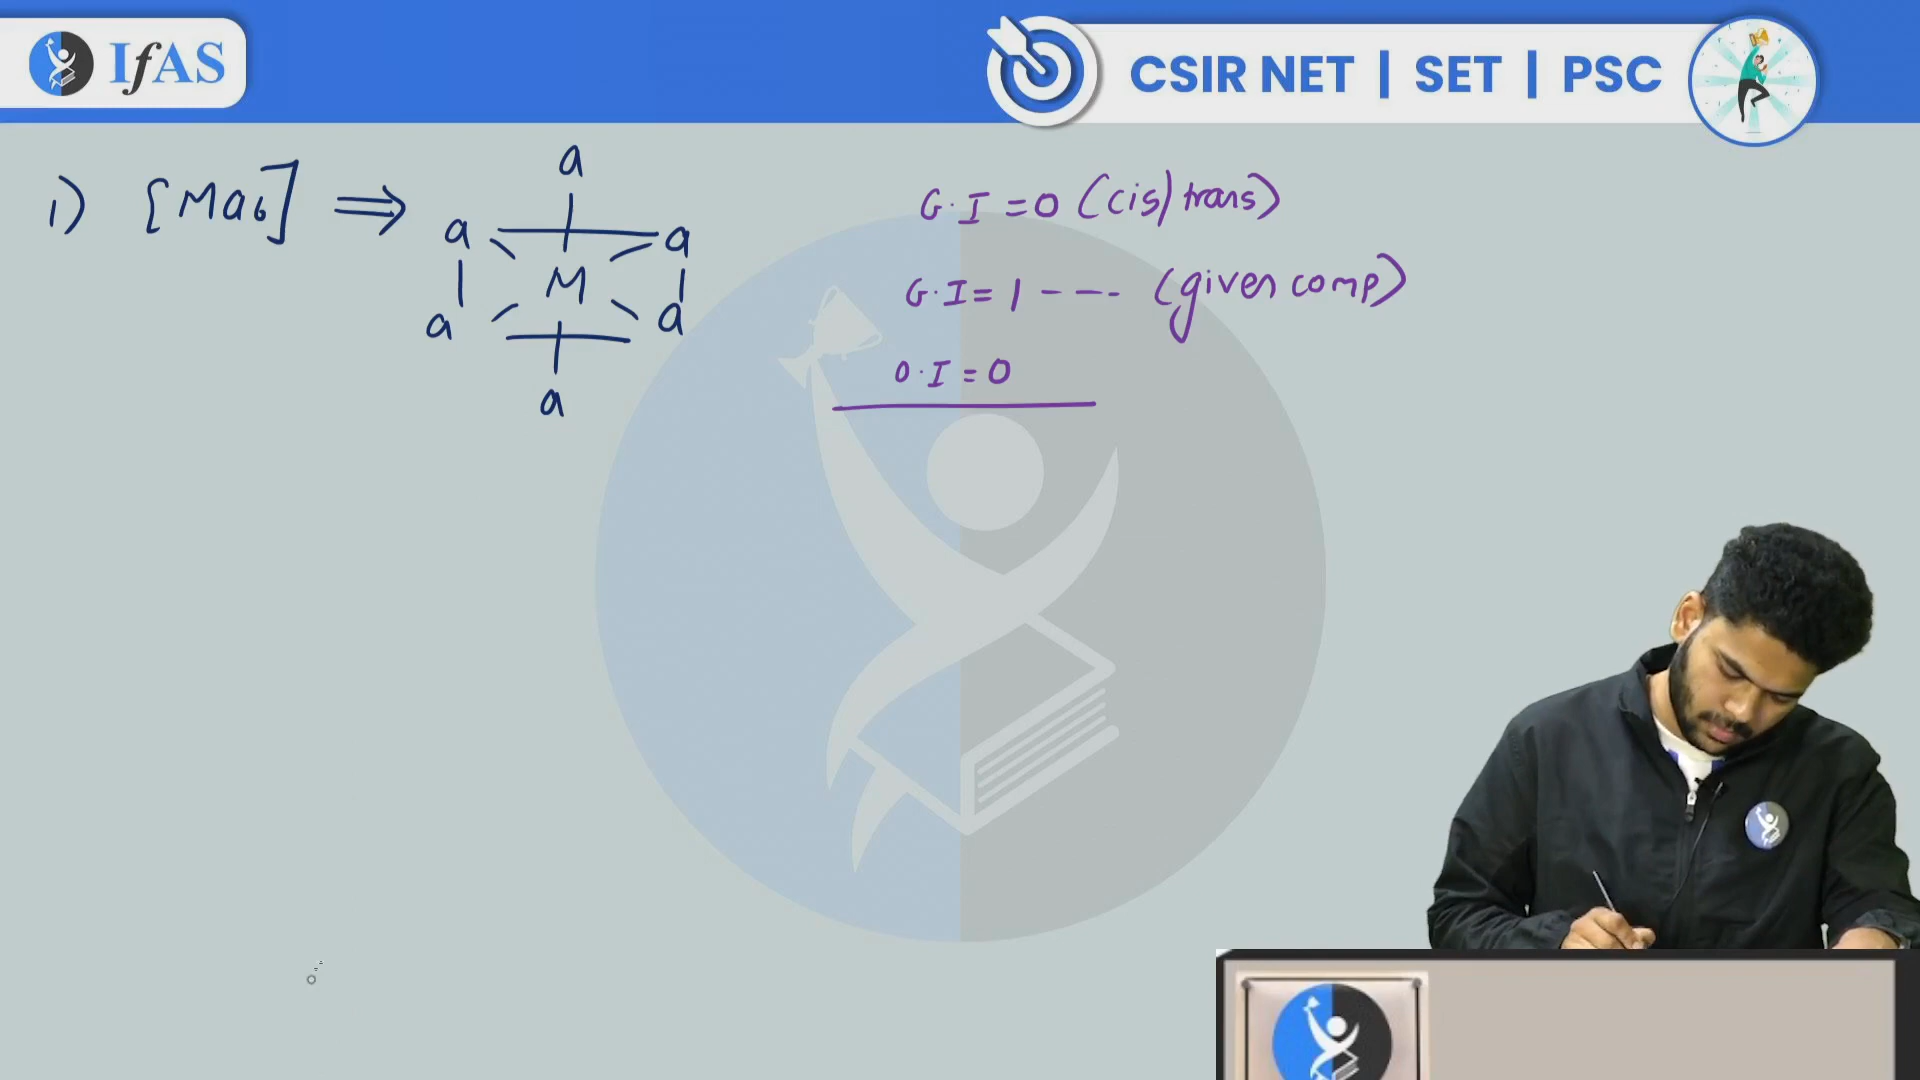 IfAS
CSIR NET | SET | PSC
1) [Ma6] ⇒
a
a a
M
a a
a
G.I = 0 (cis/trans)
G.I = 1 ---- (given comp)
O.I = 0